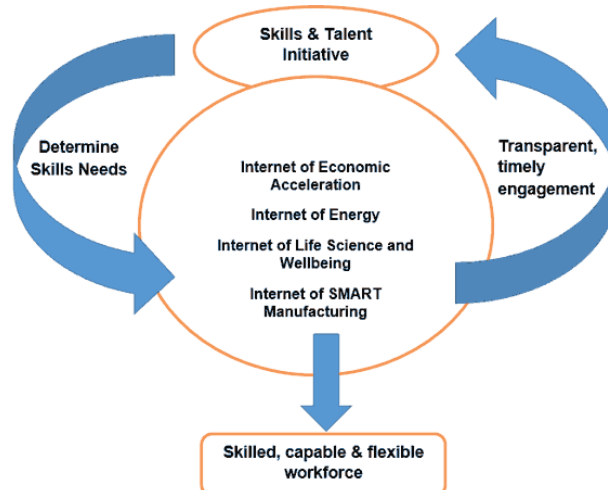 Skills & Talent
Initiative
Determine
Skills Needs
Transparent,
timely
engagement
Internet of Economic
Acceleration
Internet of Energy
Internet of Life Science and
Wellbeing
Internet of SMART
Manufacturing
Skilled, capable & flexible
workforce